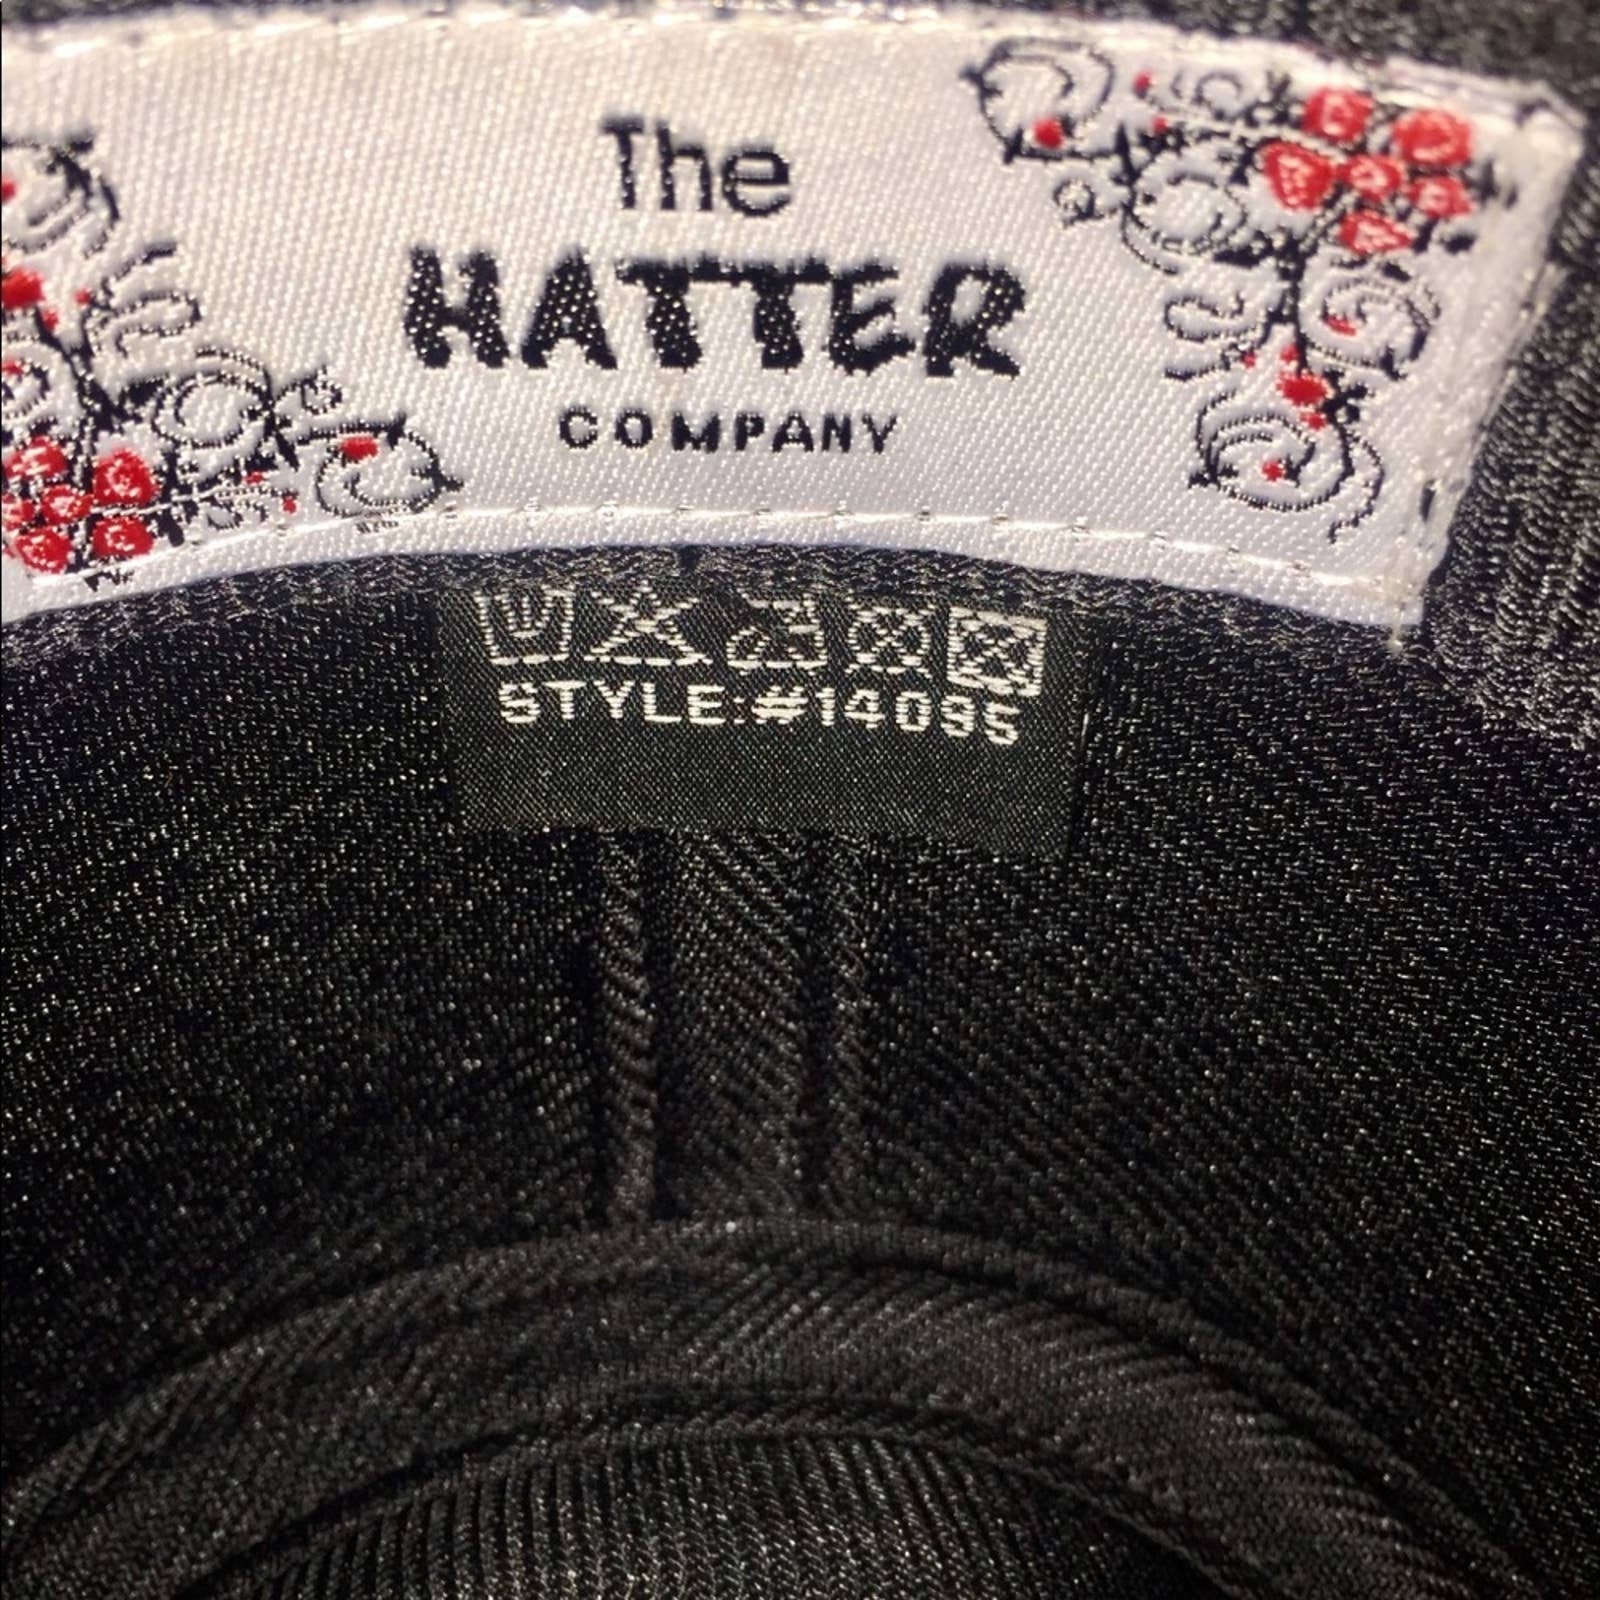 The
HATTER
COMPANY
STYLE:#14095